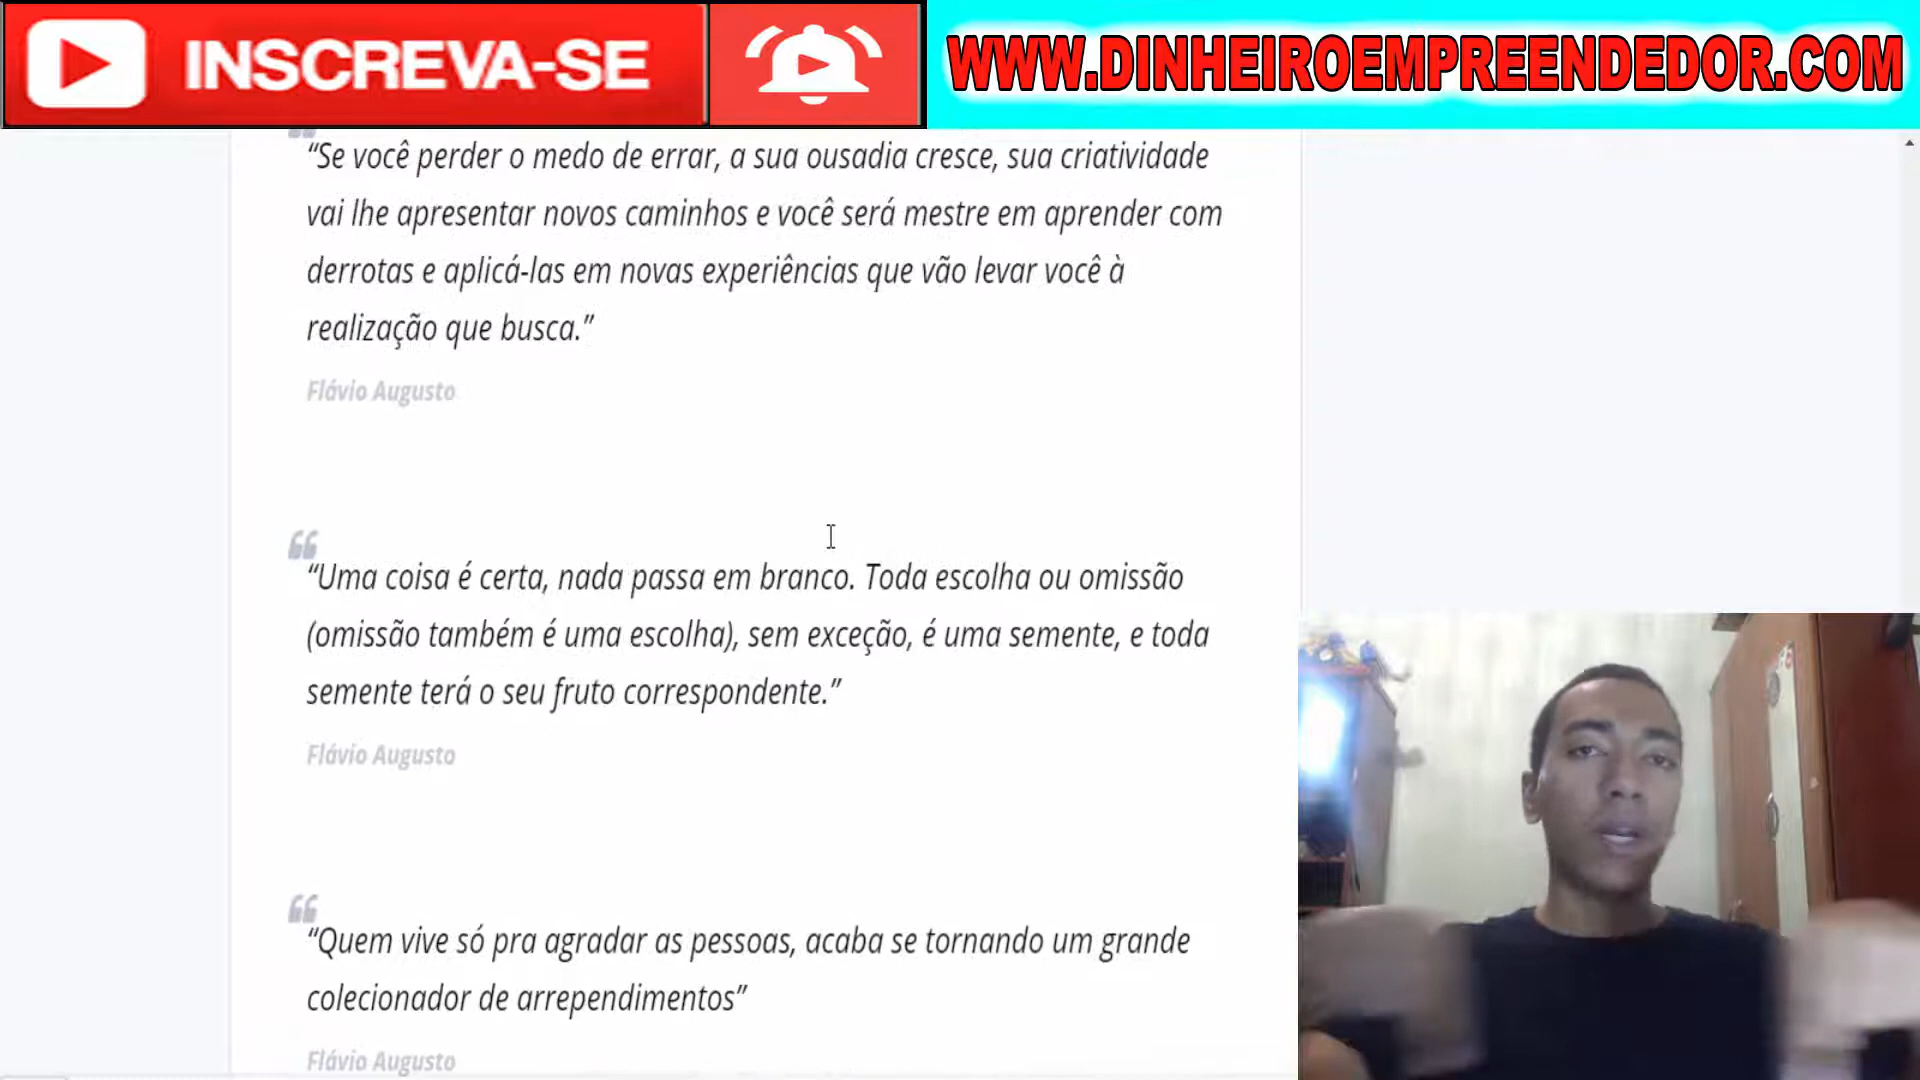 INSCREVA-SE
WWW.DINHEIROEMPREENDEDOR.COM
“Se você perder o medo de errar, a sua ousadia cresce, sua criatividade
vai lhe apresentar novos caminhos e você será mestre em aprender com
derrotas e aplicá-las em novas experiências que vão levar você à
realização que busca.”
Flávio Augusto
“Uma coisa é certa, nada passa em branco. Toda escolha ou omissão
(omissão também é uma escolha), sem exceção, é uma semente, e toda
semente terá o seu fruto correspondente.”
Flávio Augusto
“Quem vive só pra agradar as pessoas, acaba se tornando um grande
colecionador de arrependimentos”
Flávio Augusto